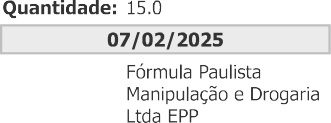 Quantidade: 15.0
07/02/2025
Fórmula Paulista
Manipulação e Drogaria
Ltda EPP